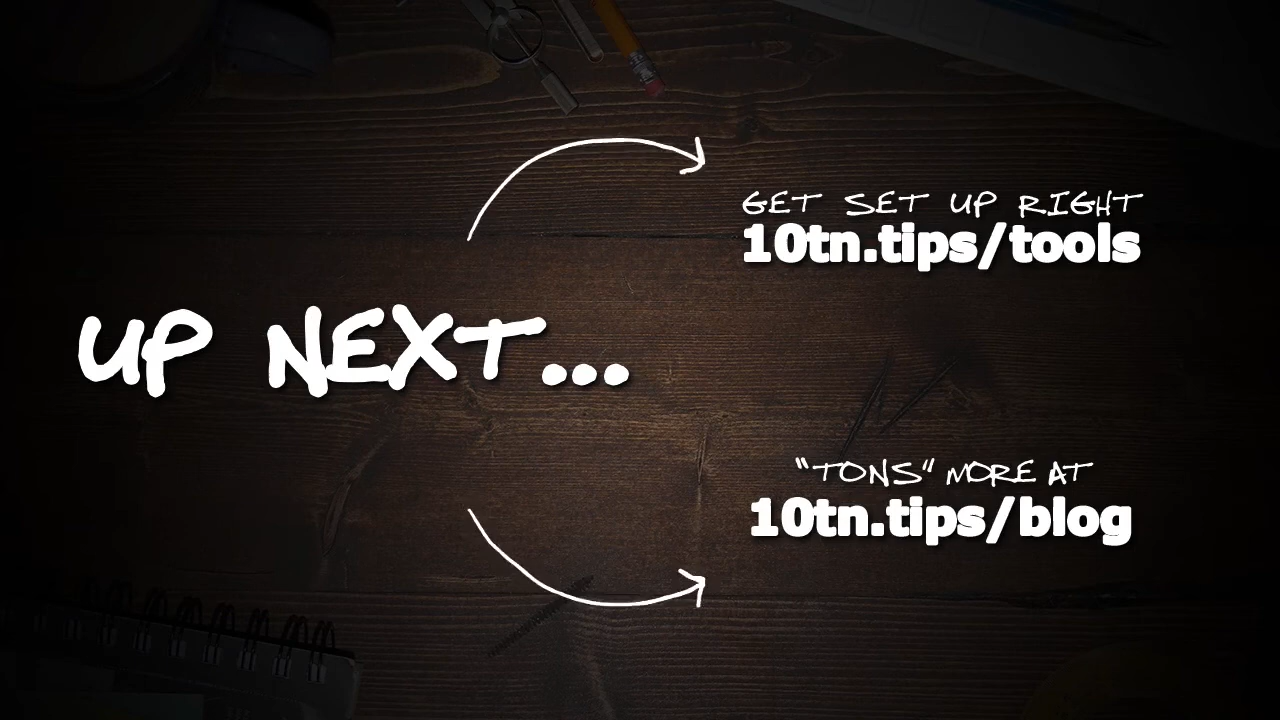 UP NEXT...
GET SET UP RIGHT
10tn.tips/tools
"TONS" MORE AT
10tn.tips/blog